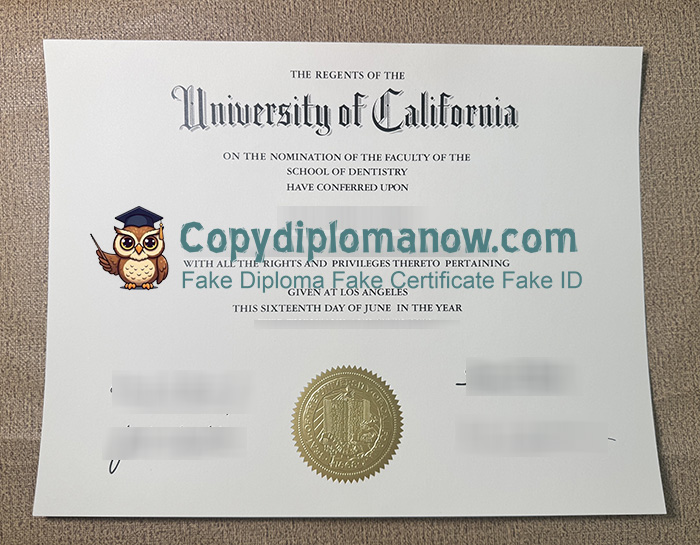 THE REGENTS OF THE
University of California
ON THE NOMINATION OF THE FACULTY OF THE
SCHOOL OF DENTISTRY
HAVE CONFERRED UPON
Copydiplomanow.com
WITH ALL THE RIGHTS AND PRIVILEGES THERETO PERTAINING
Fake Diploma Fake Certificate Fake ID
GIVEN AT LOS ANGELES
THIS SIXTEENTH DAY OF JUNE IN THE YEAR